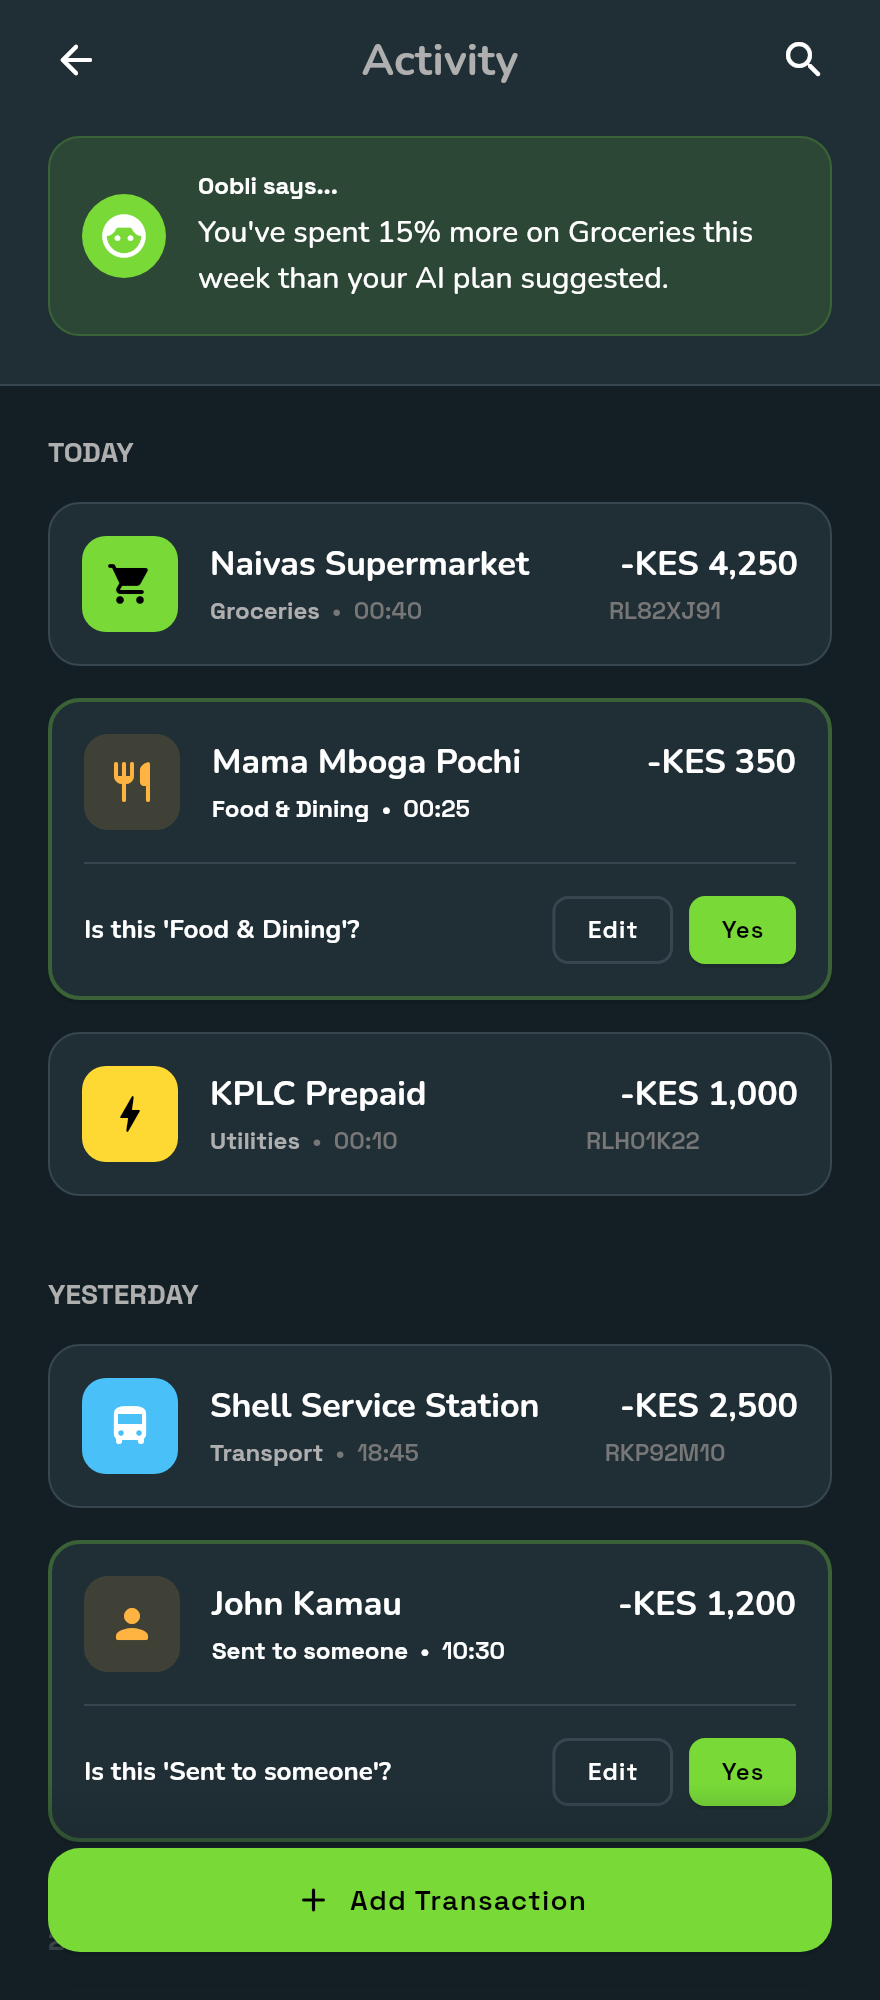 Activity
Oobli says...
You've spent 15% more on Groceries this
week than your AI plan suggested.
TODAY
Naivas Supermarket -KES 4,250
Groceries • 00:40 RL82XJ91
Mama Mboga Pochi -KES 350
Food & Dining • 00:25
Is this 'Food & Dining'? Edit Yes
KPLC Prepaid -KES 1,000
Utilities • 00:10 RLH01K22
YESTERDAY
Shell Service Station -KES 2,500
Transport • 18:45 RKP92M10
John Kamau -KES 1,200
Sent to someone • 10:30
Is this 'Sent to someone'? Edit Yes
+ Add Transaction